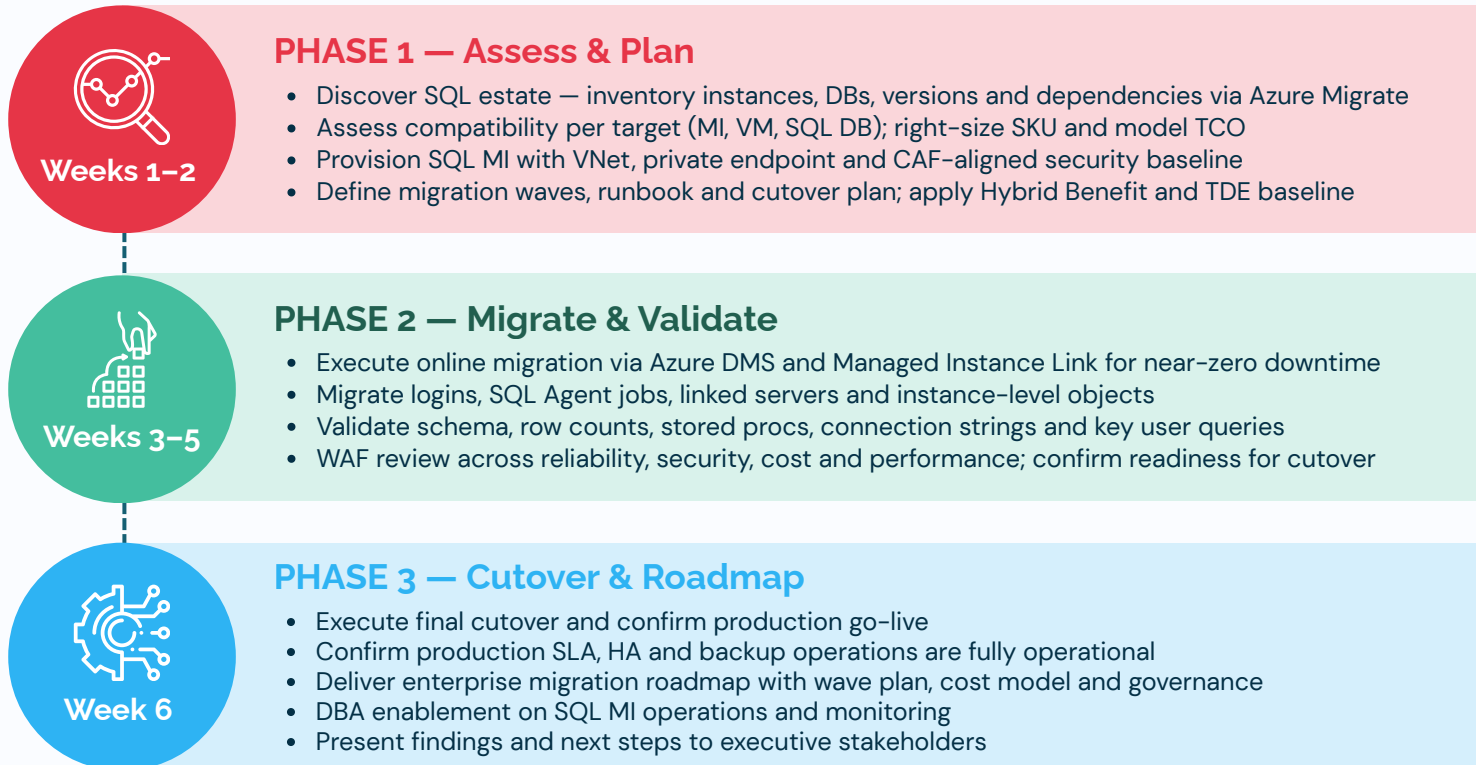 PHASE 1 — Assess & Plan
• Discover SQL estate — inventory instances, DBs, versions and dependencies via Azure Migrate
• Assess compatibility per target (MI, VM, SQL DB); right-size SKU and model TCO
• Provision SQL MI with VNet, private endpoint and CAF-aligned security baseline
• Define migration waves, runbook and cutover plan; apply Hybrid Benefit and TDE baseline
Weeks 1–2
PHASE 2 — Migrate & Validate
• Execute online migration via Azure DMS and Managed Instance Link for near-zero downtime
• Migrate logins, SQL Agent jobs, linked servers and instance-level objects
• Validate schema, row counts, stored procs, connection strings and key user queries
• WAF review across reliability, security, cost and performance; confirm readiness for cutover
Weeks 3–5
PHASE 3 — Cutover & Roadmap
• Execute final cutover and confirm production go-live
• Confirm production SLA, HA and backup operations are fully operational
• Deliver enterprise migration roadmap with wave plan, cost model and governance
• DBA enablement on SQL MI operations and monitoring
• Present findings and next steps to executive stakeholders
Week 6